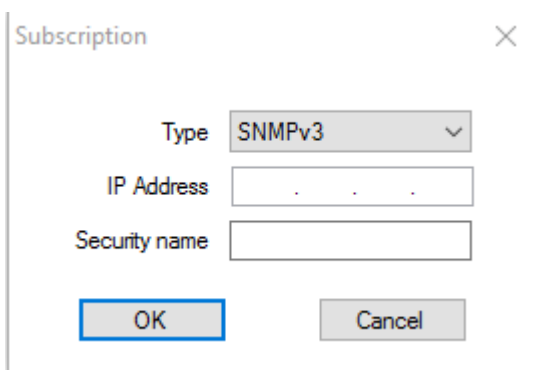 Subscription
Type SNMPv3
IP Address . . .
Security name
OK Cancel